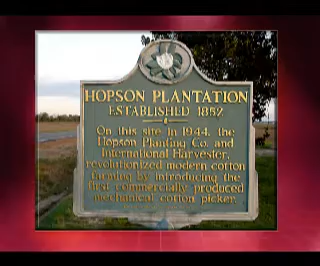 HOPSON PLANTATION
ESTABLISHED 1852
On this site in 1944, the
Hopson Planting Co. and
International Harvester,
revolutionized modern cotton
farming by introducing the
first commercially produced
mechanical cotton picker.